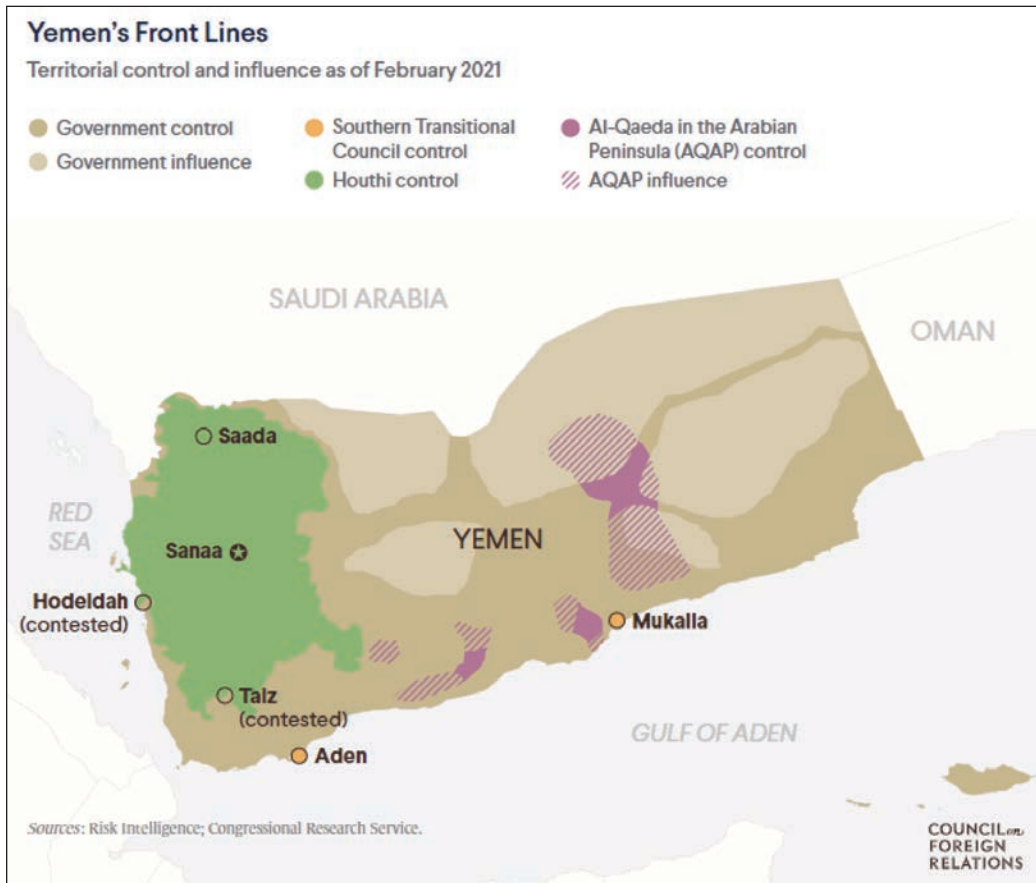 Yemen's Front Lines
Territorial control and influence as of February 2021
Government control
Government influence
Southern Transitional
Council control
Houthi control
Al-Qaeda in the Arabian
Peninsula (AQAP) control
AQAP influence
SAUDI ARABIA
OMAN
Saada
RED
SEA
Sanaa
YEMEN
Hodeidah
(contested)
Mukalla
Taiz
(contested)
GULF OF ADEN
Aden
Sources: Risk Intelligence; Congressional Research Service.
COUNCIL on
FOREIGN
RELATIONS